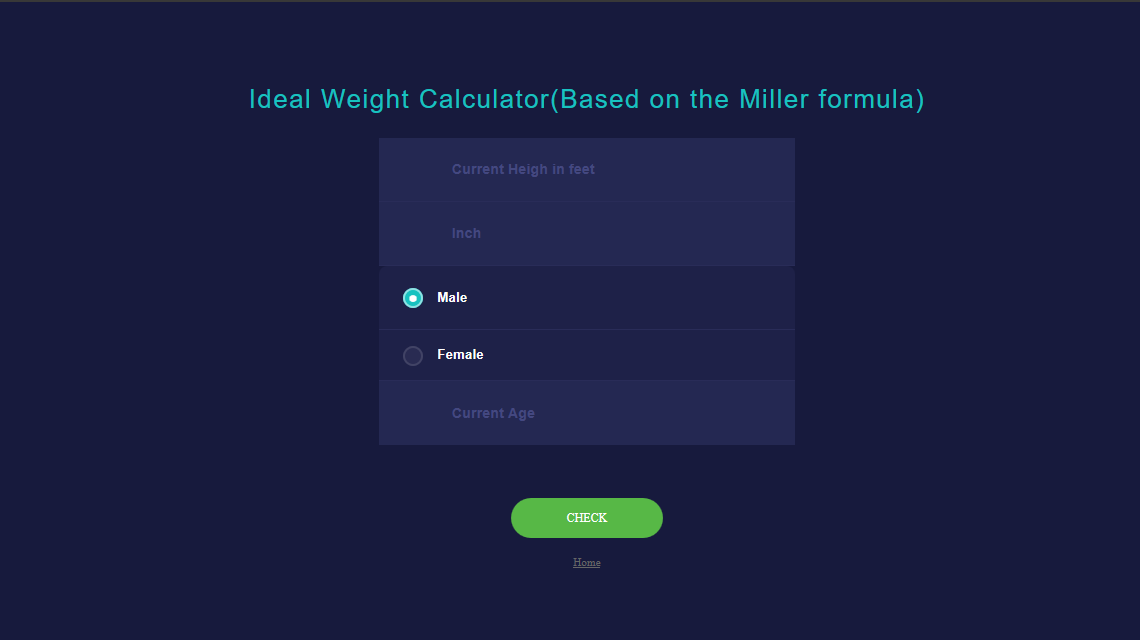 Ideal Weight Calculator(Based on the Miller formula)
Current Heigh in feet
Inch
Male
Female
Current Age
CHECK
Home